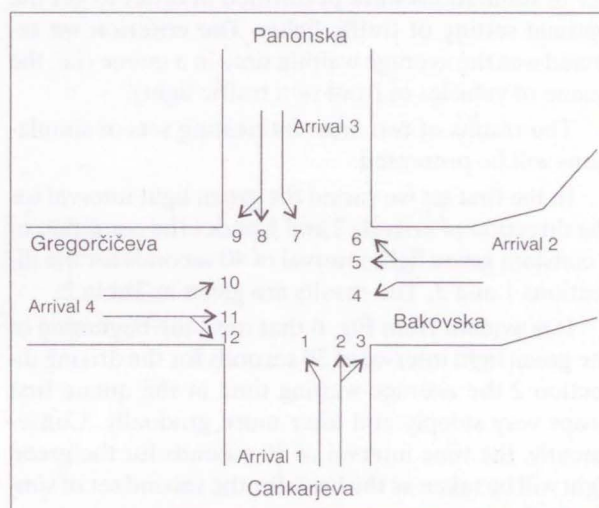 Panonska
Arrival 3
8 7
Gregorčičeva
6
Arrival 2
5
10
4
Arrival 4
11
Bakovska
12
1 2 3
Arrival 1
Cankarjeva